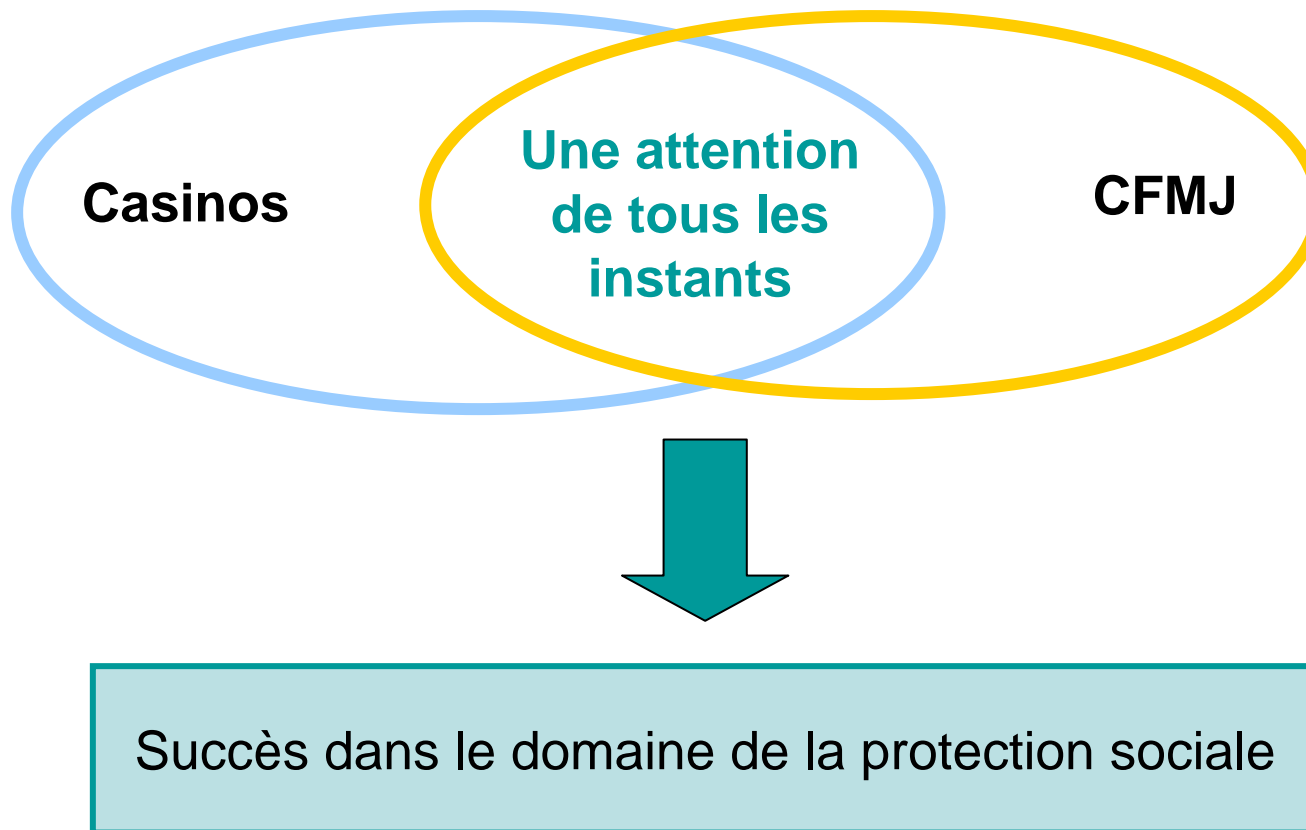 Casinos
Une attention
de tous les
instants
CFMJ
Succès dans le domaine de la protection sociale